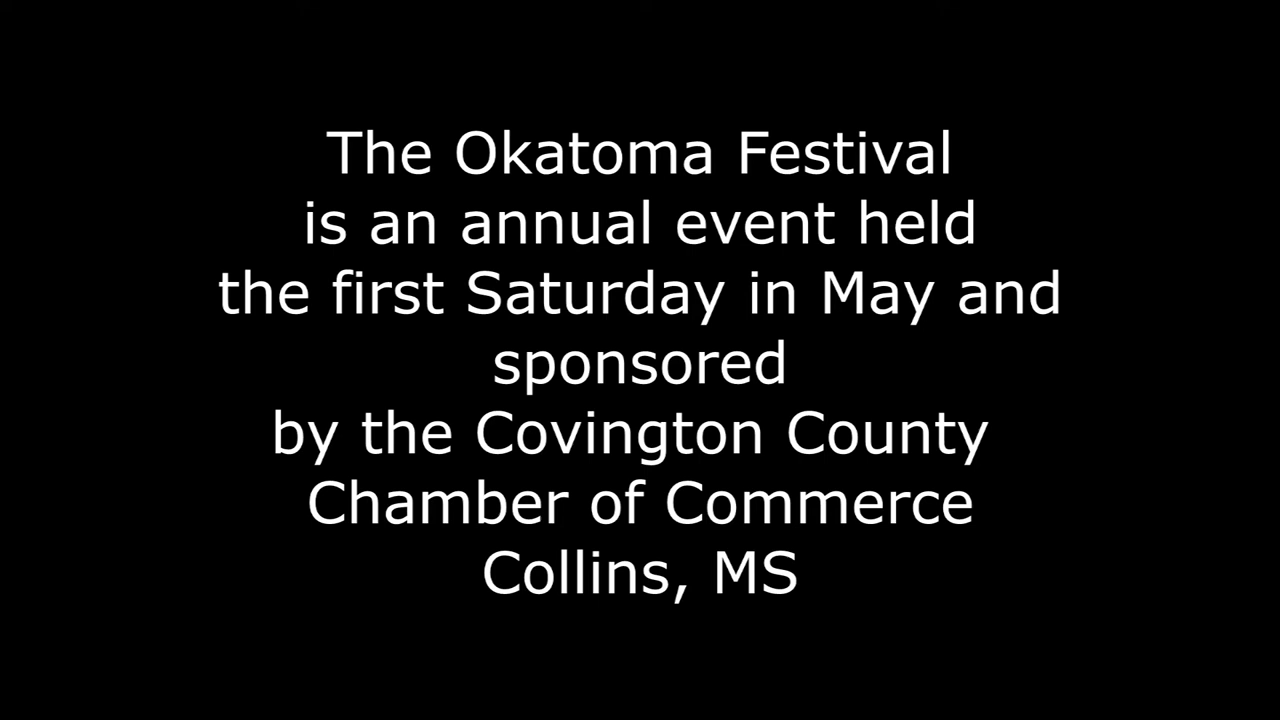 The Okatoma Festival
is an annual event held
the first Saturday in May and
sponsored
by the Covington County
Chamber of Commerce
Collins, MS